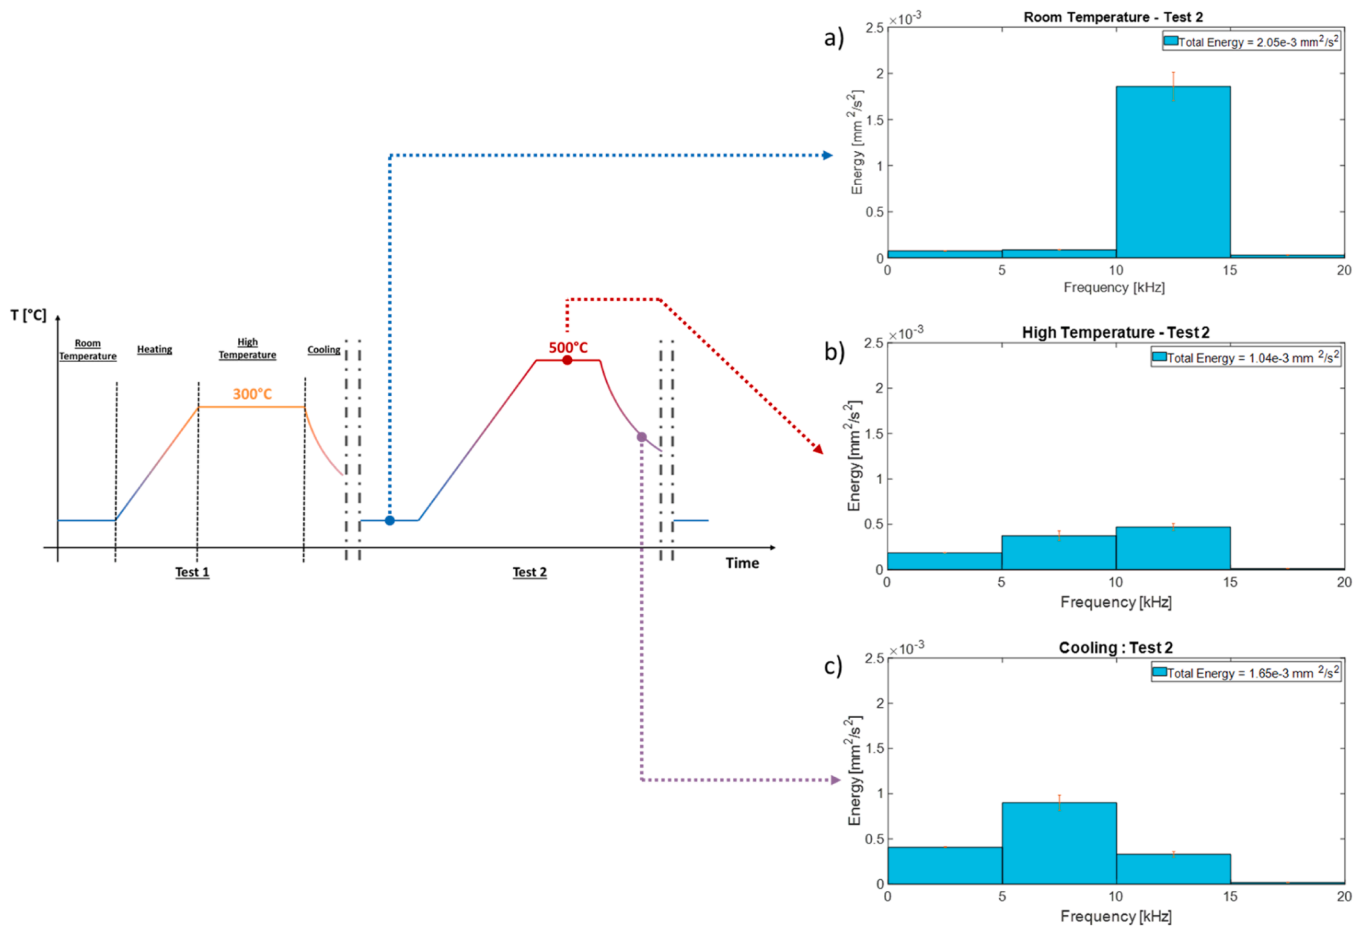 T [°C]
Room
Temperature
Heating
High
Temperature
Cooling
300°C
500°C
Time
Test 1
Test 2
a)
Room Temperature - Test 2
×10⁻³
Total Energy = 2.05e-3 mm²/s²
Energy [mm²/s²]
2.5
2
1.5
1
0.5
0
0 5 10 15 20
Frequency [kHz]
b)
High Temperature - Test 2
×10⁻³
Total Energy = 1.04e-3 mm ²/s²
Energy [mm²/s²]
2.5
2
1.5
1
0.5
0
0 5 10 15 20
Frequency [kHz]
c)
Cooling : Test 2
×10⁻³
Total Energy = 1.65e-3 mm ²/s²
Energy [mm²/s²]
2.5
2
1.5
1
0.5
0
0 5 10 15 20
Frequency [kHz]